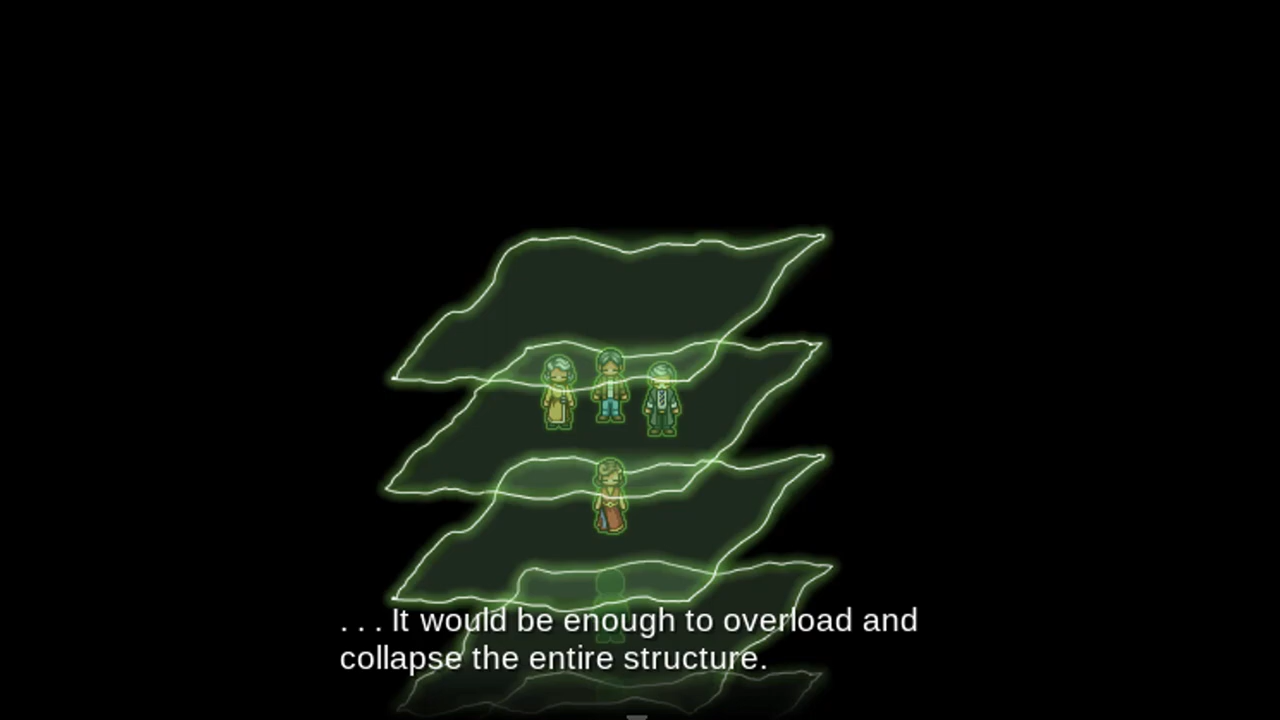 . . . It would be enough to overload and
collapse the entire structure.